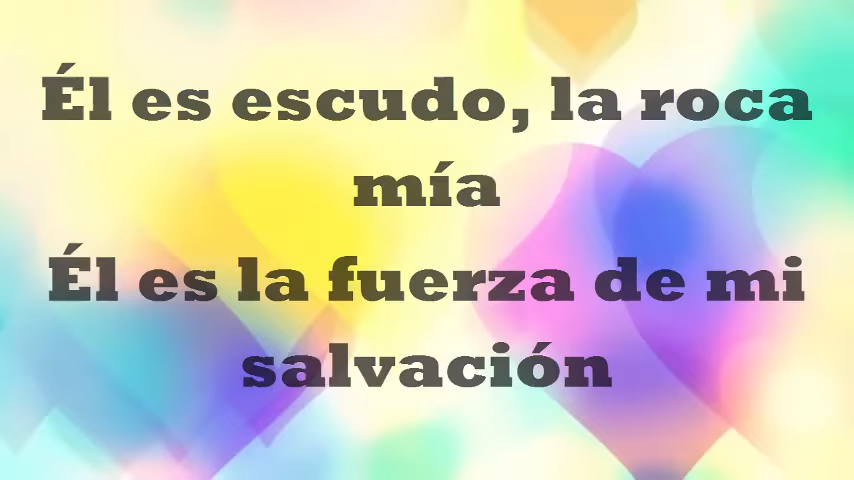 Él es escudo, la roca
mía
Él es la fuerza de mi
salvación